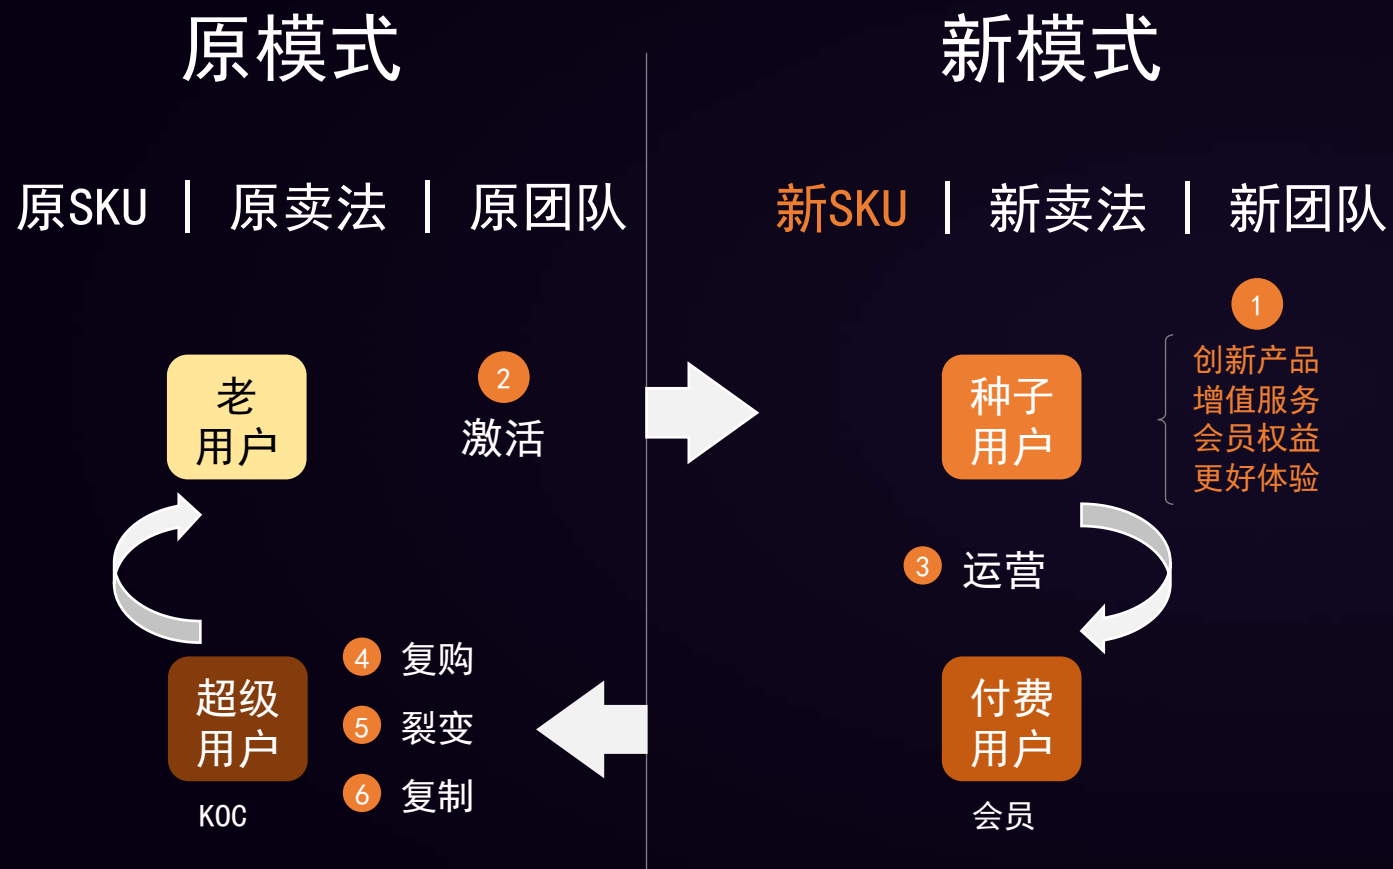 原模式
新模式
原SKU | 原卖法 | 原团队
新SKU | 新卖法 | 新团队
老
用户
2
激活
种子
用户
1
创新产品
增值服务
会员权益
更好体验
3 运营
超级
用户
KOC
4 复购
5 裂变
6 复制
付费
用户
会员